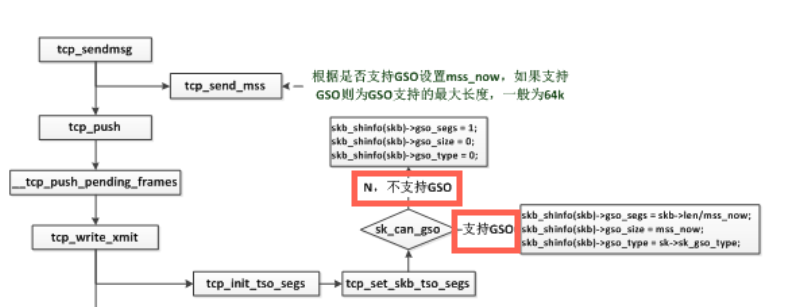 tcp_sendmsg
tcp_send_mss
根据是否支持GSO设置mss_now，如果支持
GSO则为GSO支持的最大长度，一般为64k
tcp_push
skb_shinfo(skb)->gso_segs = 1;
skb_shinfo(skb)->gso_size = 0;
skb_shinfo(skb)->gso_type = 0;
__tcp_push_pending_frames
N，不支持GSO
tcp_write_xmit
sk_can_gso
支持GSO
skb_shinfo(skb)->gso_segs = skb->len/mss_now;
skb_shinfo(skb)->gso_size = mss_now;
skb_shinfo(skb)->gso_type = sk->sk_gso_type;
tcp_init_tso_segs
tcp_set_skb_tso_segs